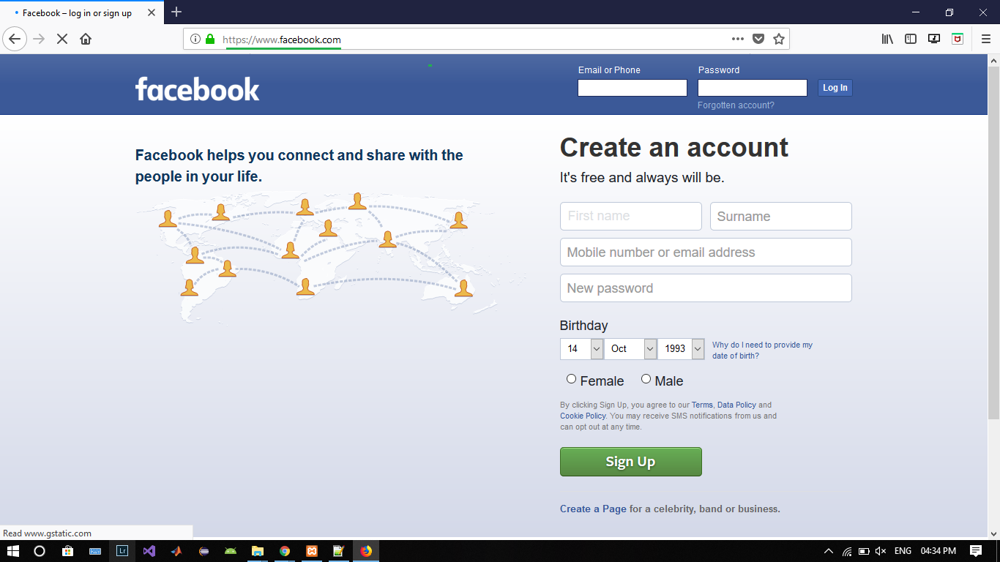 Facebook – log in or sign up
https://www.facebook.com
facebook
Email or Phone
Password
Log In
Forgotten account?
Facebook helps you connect and share with the
people in your life.
Create an account
It's free and always will be.
First name
Surname
Mobile number or email address
New password
Birthday
14
Oct
1993
Why do I need to provide my
date of birth?
Female
Male
By clicking Sign Up, you agree to our Terms, Data Policy and
Cookie Policy. You may receive SMS notifications from us and
can opt out at any time.
Sign Up
Create a Page for a celebrity, band or business.
Read www.gstatic.com
Lr
ENG
04:34 PM